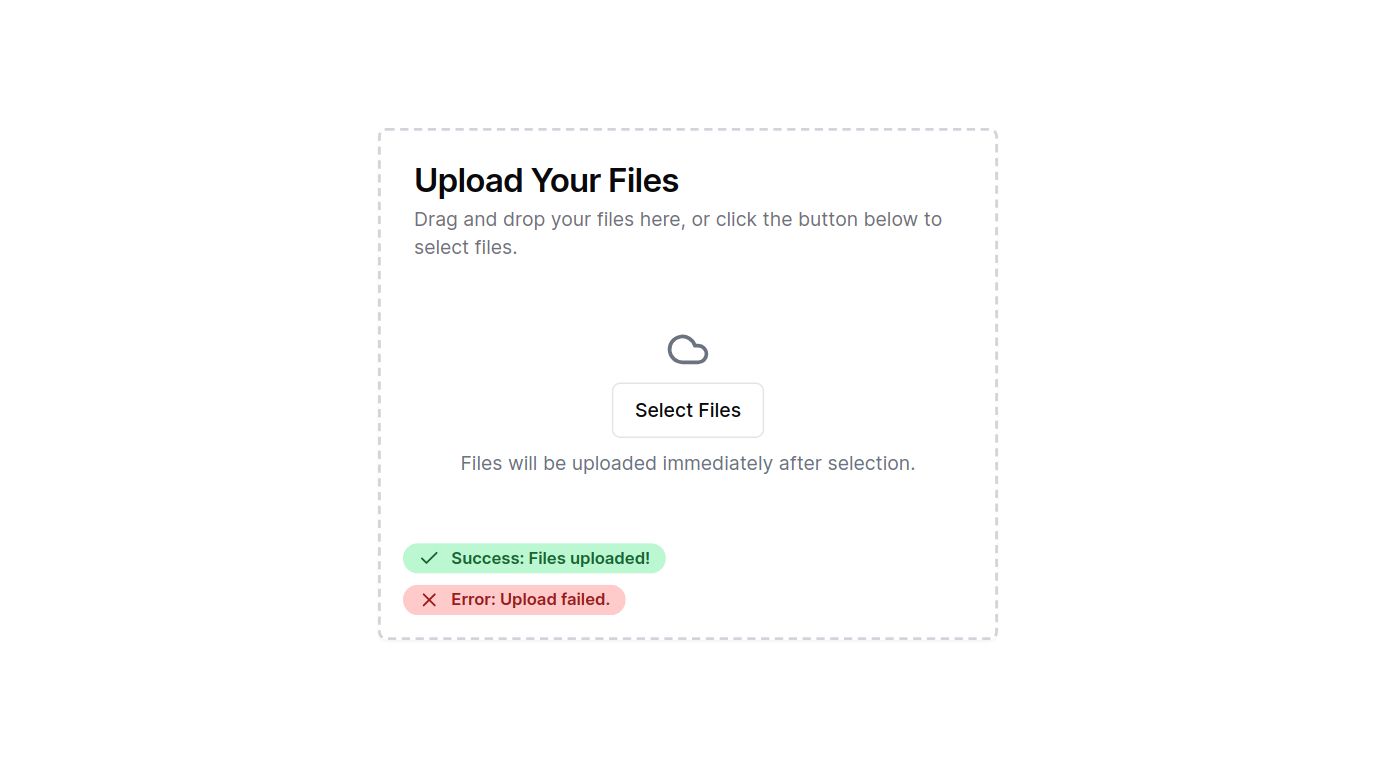 Upload Your Files
Drag and drop your files here, or click the button below to
select files.
Select Files
Files will be uploaded immediately after selection.
Success: Files uploaded!
Error: Upload failed.